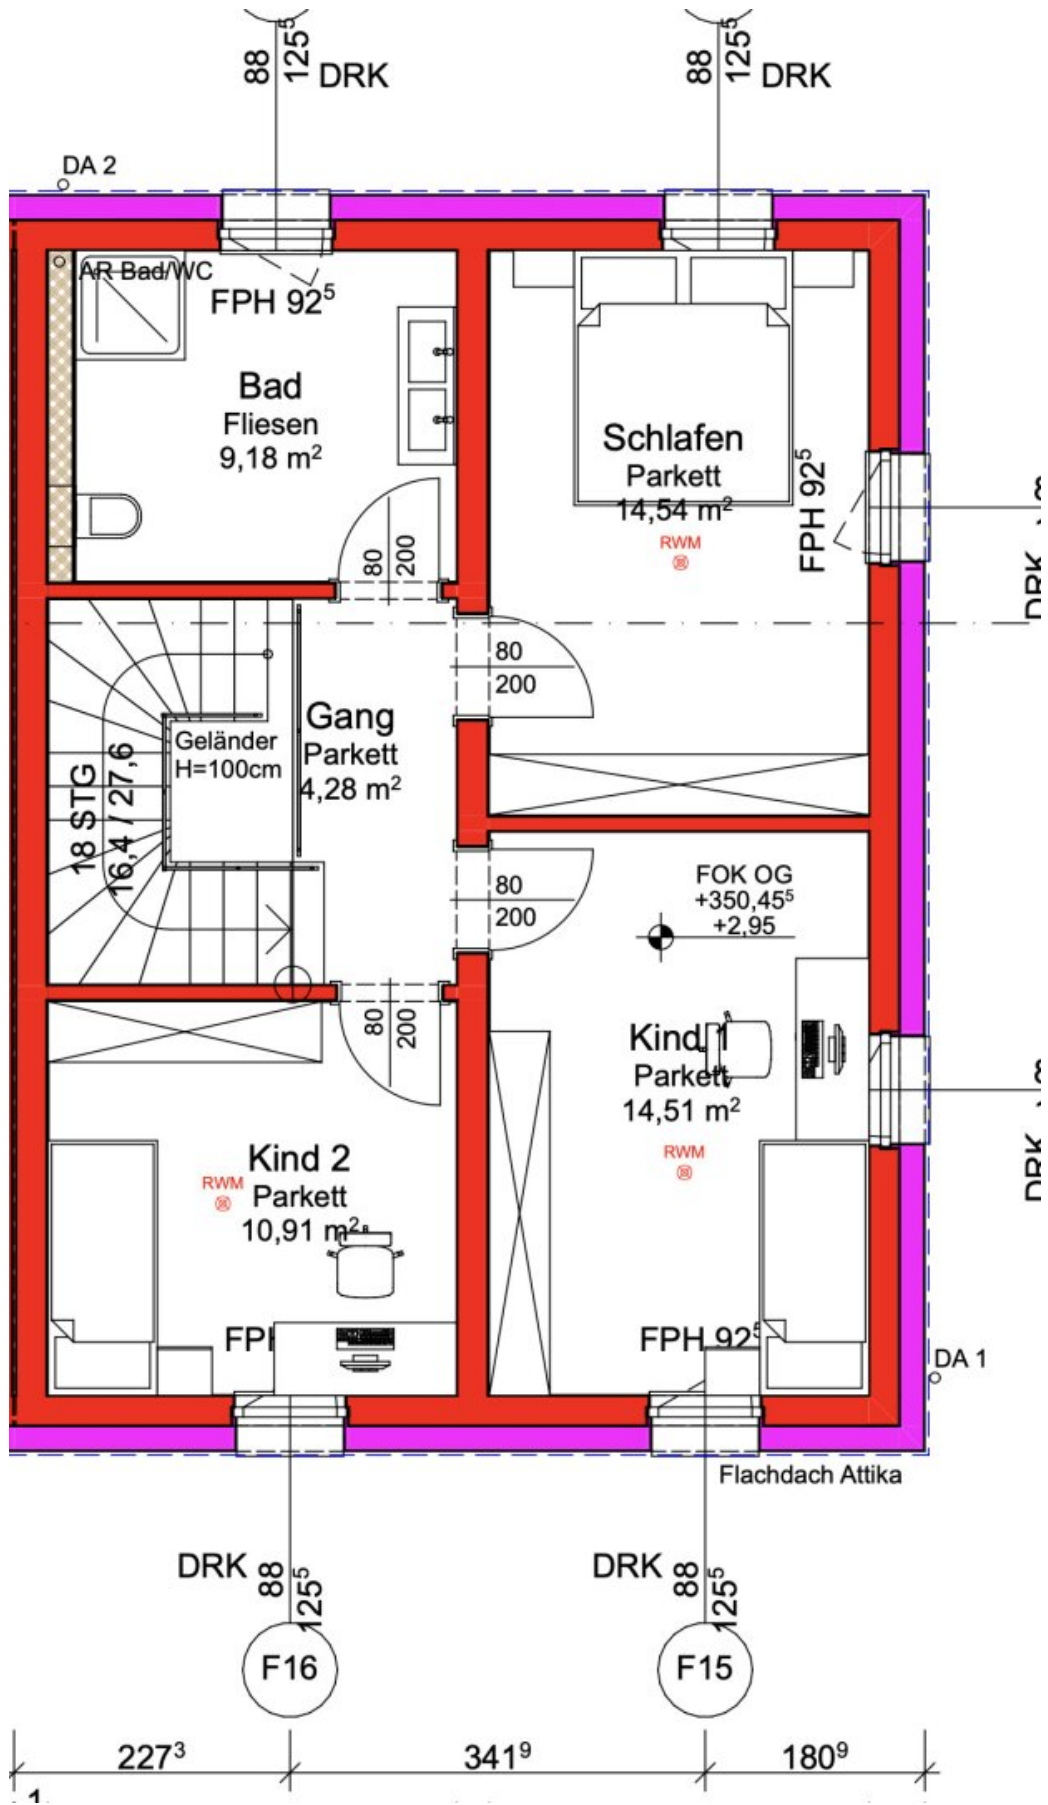 88
125⁵
DRK
88
125⁵
DRK
DA 2
AR Bad/WC
FPH 92⁵
Bad
Fliesen
9,18 m²
Schlafen
Parkett
14,54 m²
RWM
FPH 92⁵
DRK
80
200
80
200
Gang
Parkett
4,28 m²
Geländer
H=100cm
18 STG
16,4 / 27,6
80
200
FOK OG
+350,45⁵
+2,95
80
200
Kind 1
Parkett
14,51 m²
RWM
DRK
Kind 2
Parkett
10,91 m²
RWM
FPH
FPH 92⁵
DA 1
Flachdach Attika
DRK
88
125⁵
DRK
88
125⁵
F16
F15
227³
341⁹
180⁹
1